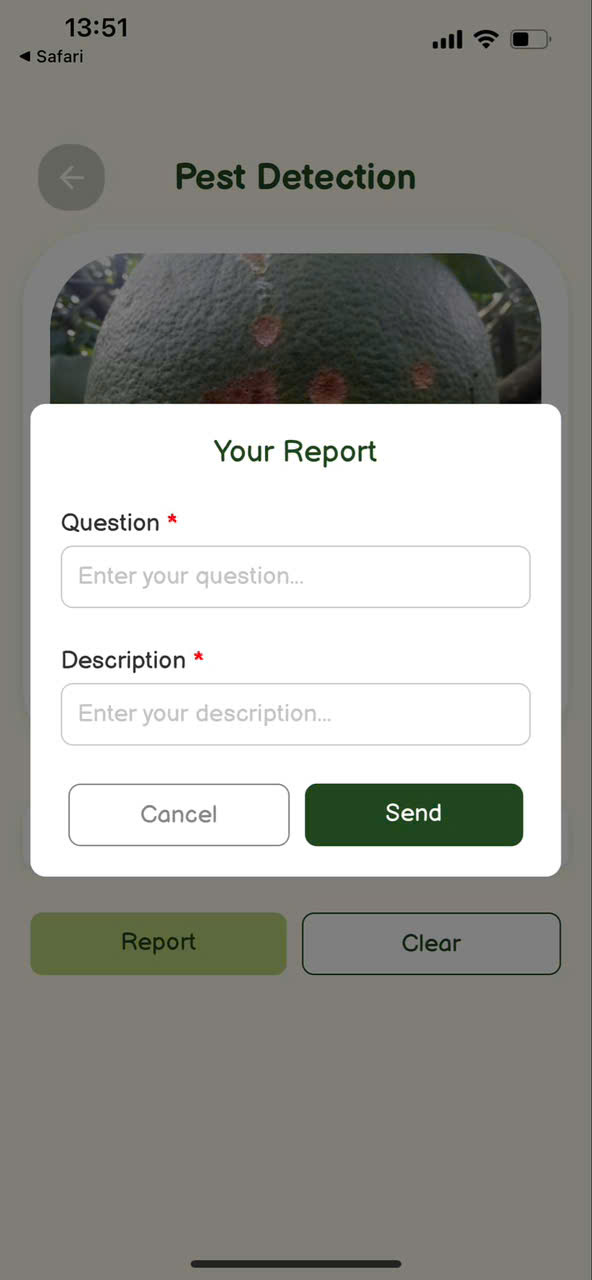 13:51
◀ Safari
Pest Detection
Your Report
Question *
Enter your question...
Description *
Enter your description...
Cancel
Send
Report
Clear